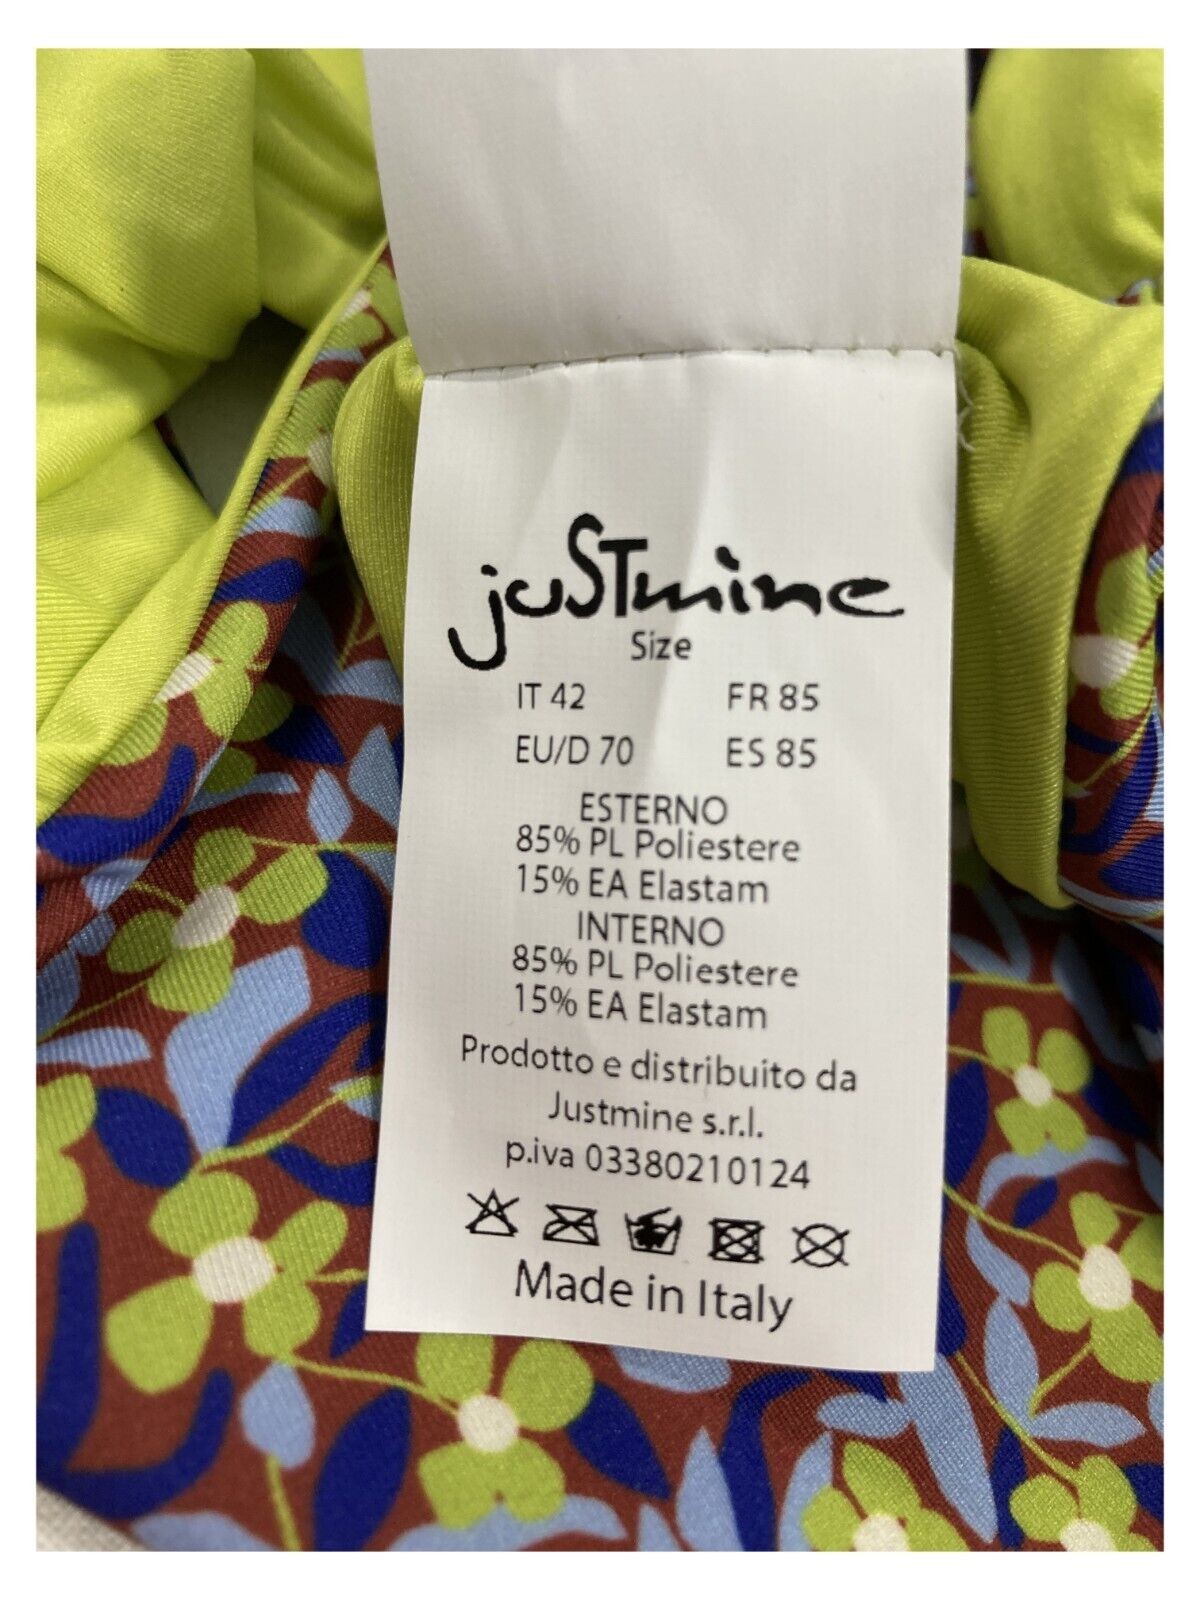 juSTmine
Size
IT 42 FR 85
EU/D 70 ES 85
ESTERNO
85% PL Poliestere
15% EA Elastam
INTERNO
85% PL Poliestere
15% EA Elastam
Prodotto e distribuito da
Justmine s.r.l.
p.iva 03380210124
Made in Italy